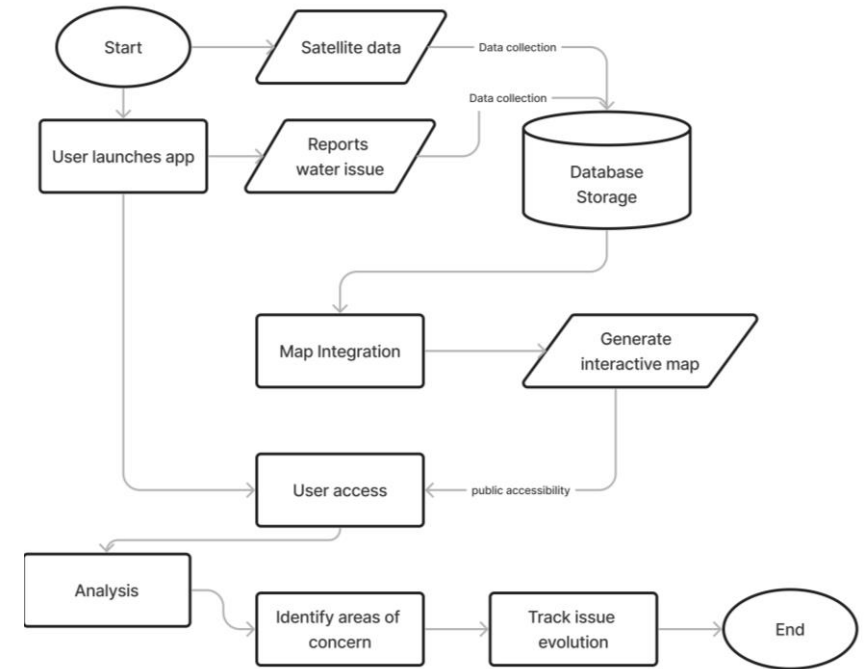 Start
Satellite data
Data collection
Data collection
User launches app
Reports
water issue
Database
Storage
Map Integration
Generate
interactive map
User access
public accessibility
Analysis
Identify areas of
concern
Track issue
evolution
End